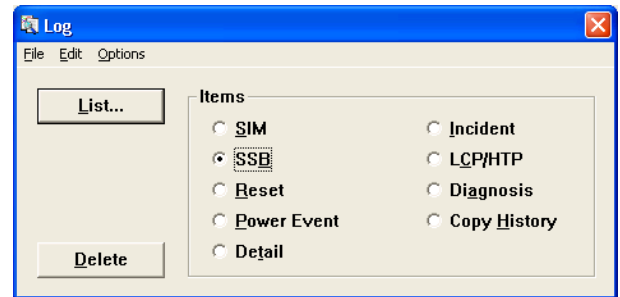 Log
File Edit Options
List...
Items
SIM
Incident
SSB
LCP/HTP
Reset
Diagnosis
Power Event
Copy History
Detail
Delete